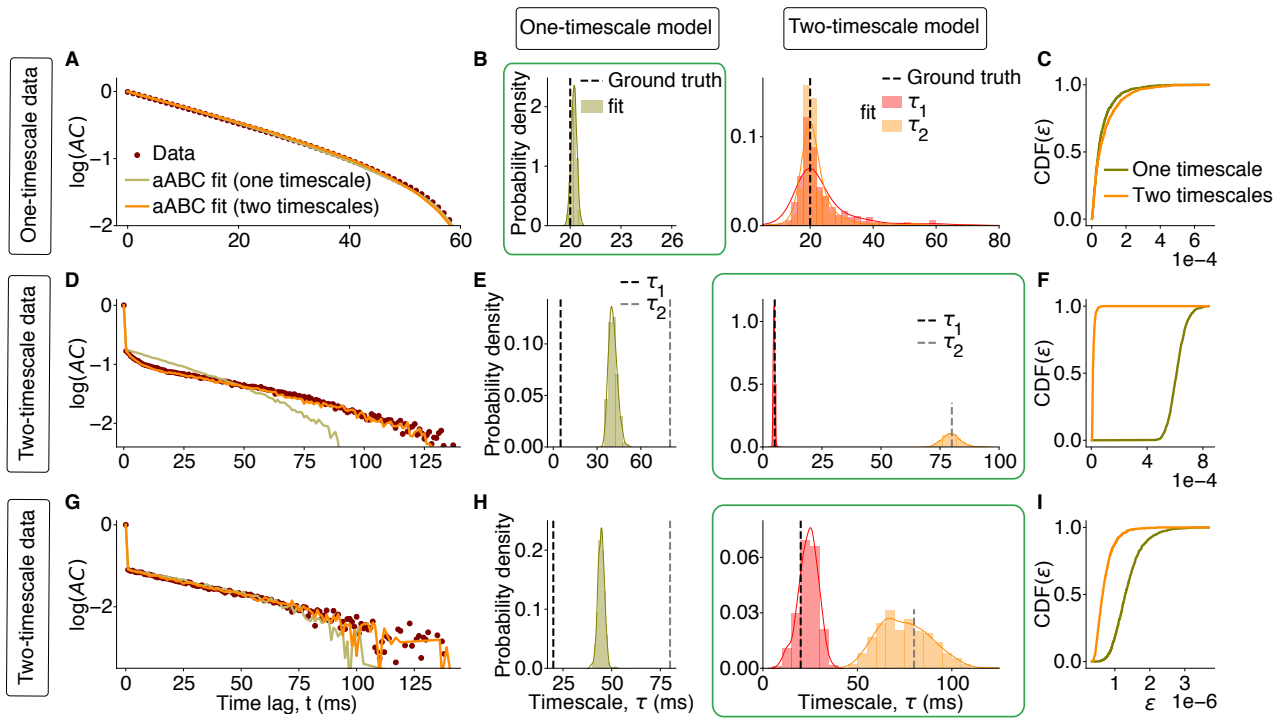 One-timescale model
Two-timescale model
One-timescale data
A
log(AC)
0
−1
−2
Data
aABC fit (one timescale)
aABC fit (two timescales)
0
20
40
60
B
Probability density
2
1
0
Ground truth
fit
20
23
26
0.1
0.0
Ground truth
fit
τ1
τ2
20
40
60
80
C
CDF(ε)
1.0
0.5
0.0
One timescale
Two timescales
0
2
4
6
1e−4
Two-timescale data
D
log(AC)
0
−1
−2
0
25
50
75
100
125
E
Probability density
0.10
0.05
0.00
τ1
τ2
0
30
60
1.0
0.5
0.0
τ1
τ2
0
25
50
75
100
F
CDF(ε)
1.0
0.5
0.0
0
4
8
1e−4
Two-timescale data
G
log(AC)
0
−2
0
25
50
75
100
125
Time lag, t (ms)
H
Probability density
0.2
0.1
0.0
25
50
75
Timescale, τ (ms)
0.06
0.03
0.00
0
50
100
Timescale, τ (ms)
I
CDF(ε)
1.0
0.5
0.0
1
2
3
ε
1e−6